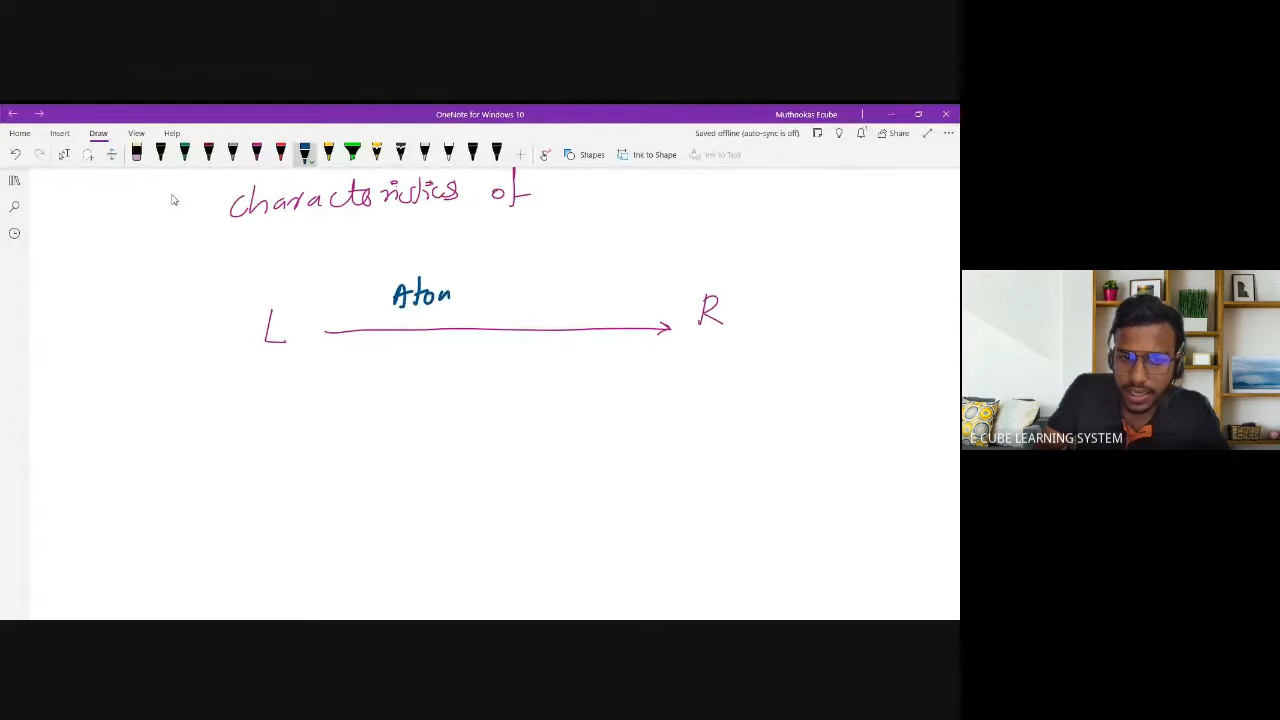 OneNote for Windows 10
Muthookas Ecube
Home Insert Draw View Help
Saved offline (auto-sync is off)
Share
Shapes
Ink to Shape
Ink to Text
characteristics of
Aton
L
R
E CUBE LEARNING SYSTEM